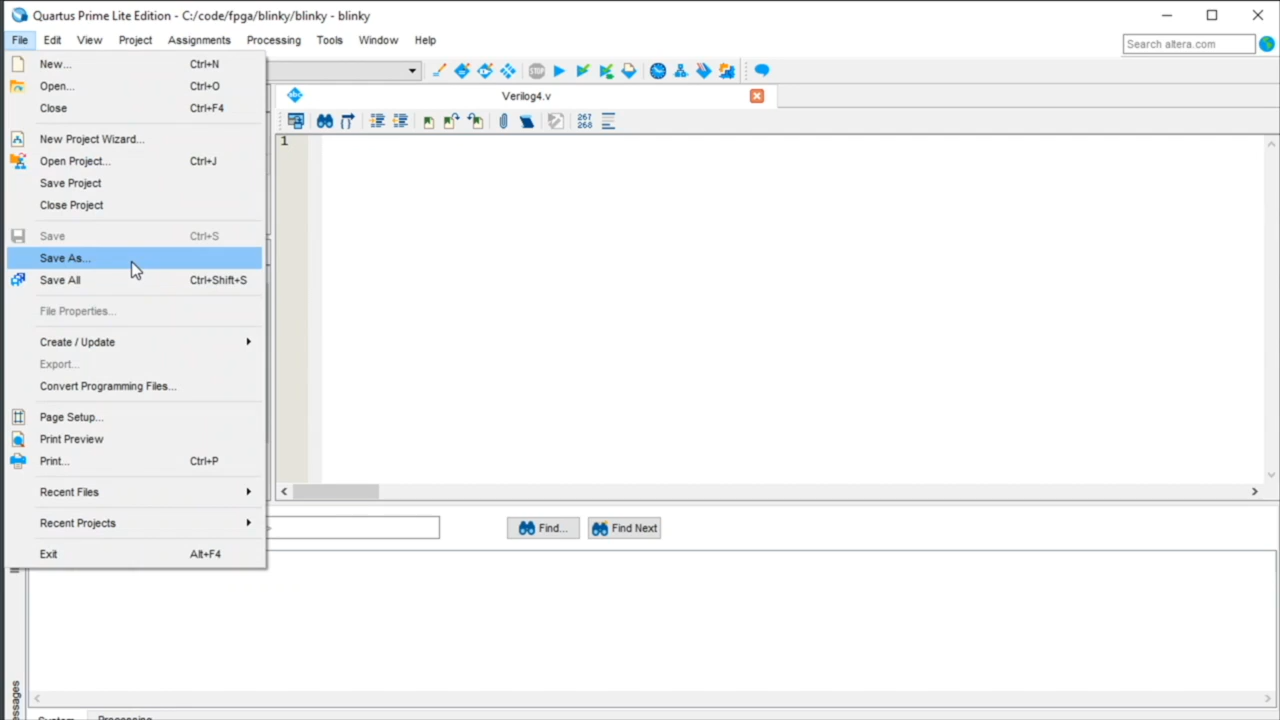 Quartus Prime Lite Edition - C:/code/fpga/blinky/blinky - blinky
File Edit View Project Assignments Processing Tools Window Help
Search altera.com
New... Ctrl+N
Open... Ctrl+O
Close Ctrl+F4
New Project Wizard...
Open Project... Ctrl+J
Save Project
Close Project
Save Ctrl+S
Save As...
Save All Ctrl+Shift+S
File Properties...
Create / Update
Export...
Convert Programming Files...
Page Setup...
Print Preview
Print... Ctrl+P
Recent Files
Recent Projects
Exit Alt+F4
STOP
Verilog4.v
267
268
1
Find... Find Next
System Processing